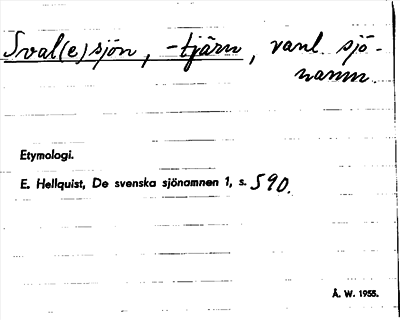 Sval(e)sjön, -tjärn, vanl. sjö-
namn.
Etymologi.
E. Hellquist, De svenska sjönamnen 1, s. 590.
Å. W. 1955.